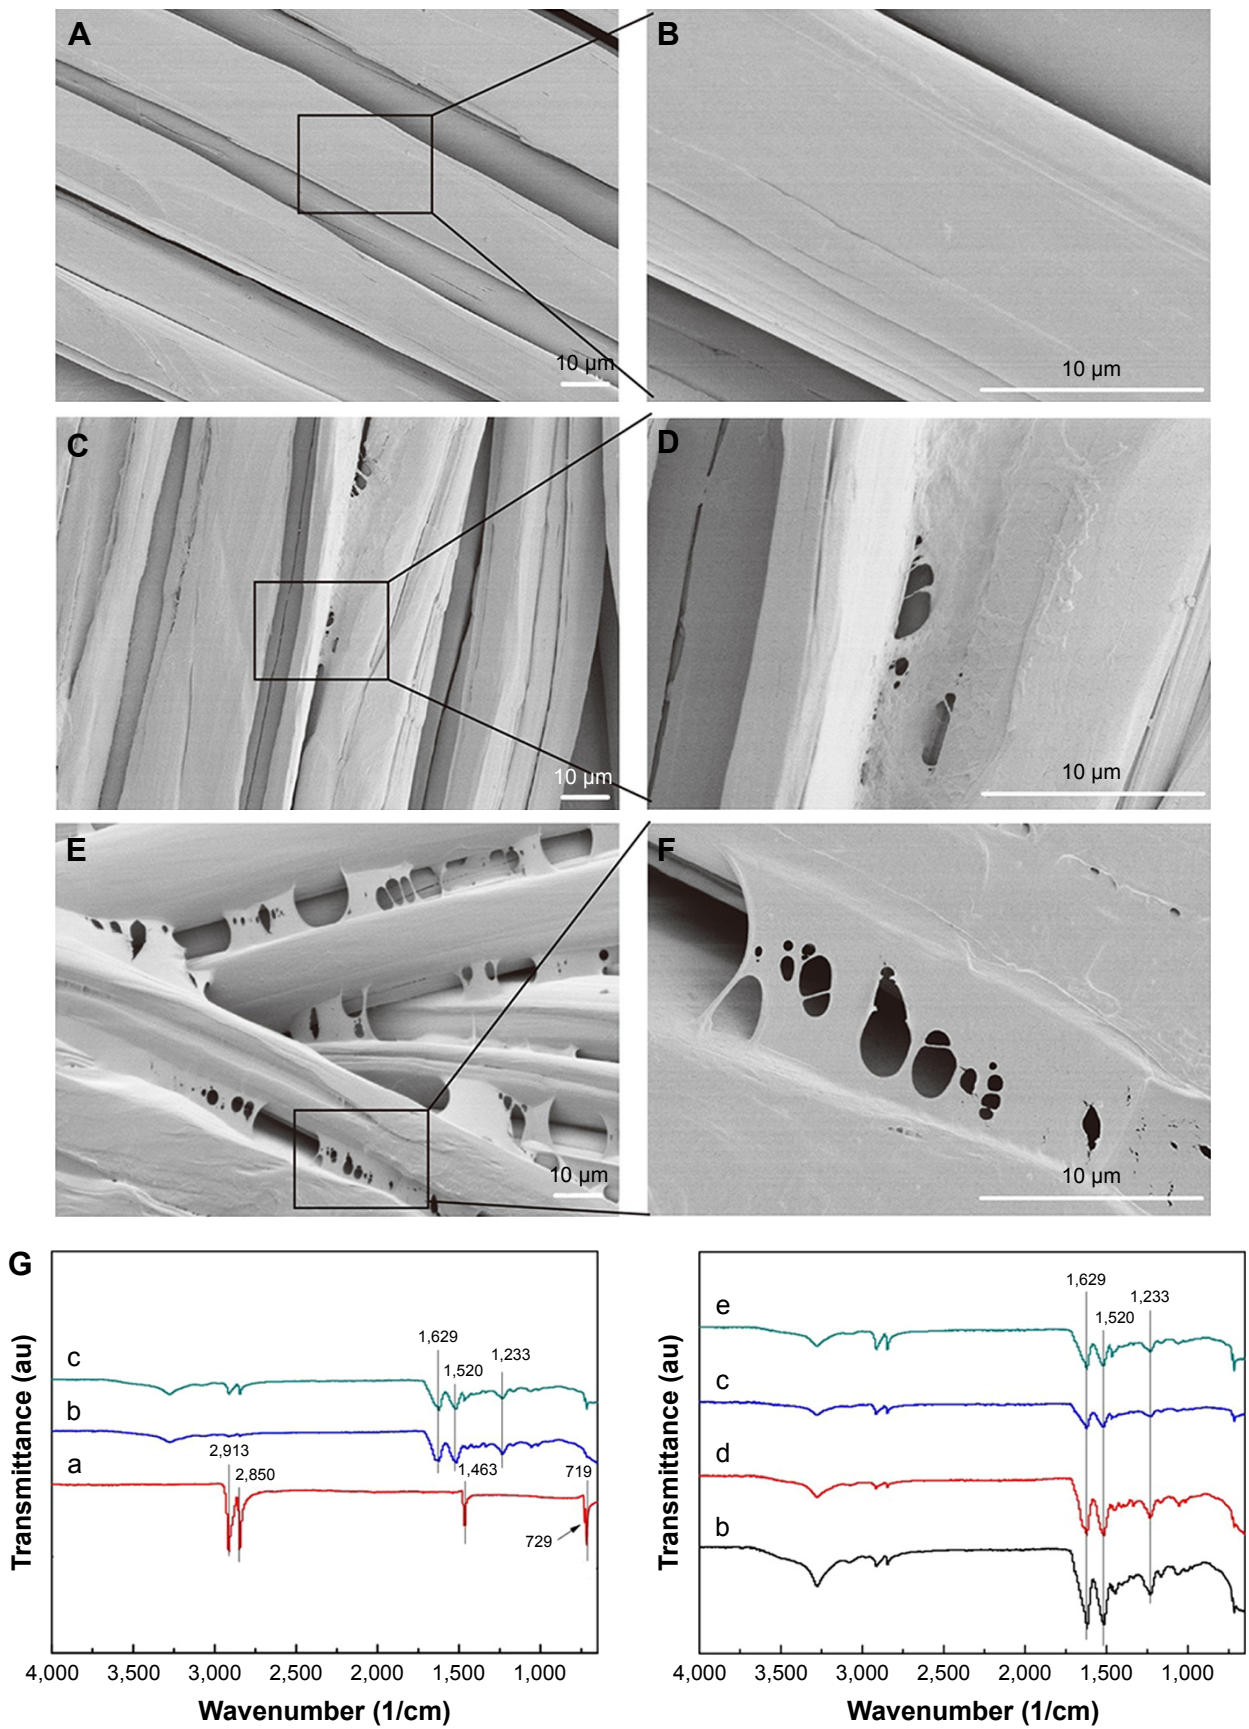 A
B
10 µm
10 µm
C
D
10 µm
10 µm
E
F
10 µm
10 µm
G
Transmittance (au)
c
b
a
1,629
1,520
1,233
2,913
2,850
1,463
719
729
4,000 3,500 3,000 2,500 2,000 1,500 1,000
Wavenumber (1/cm)
Transmittance (au)
e
c
d
b
1,629
1,520
1,233
4,000 3,500 3,000 2,500 2,000 1,500 1,000
Wavenumber (1/cm)